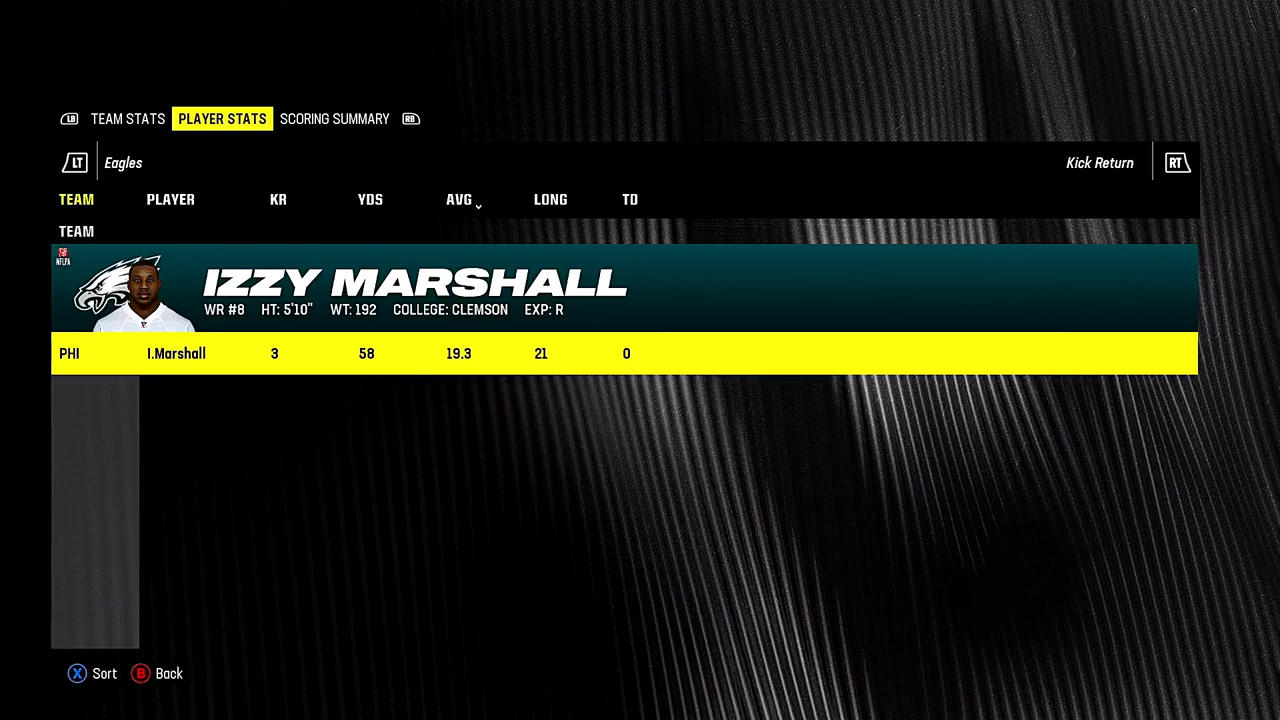 LB TEAM STATS PLAYER STATS SCORING SUMMARY RB
LT Eagles Kick Return RT
TEAM PLAYER KR YDS AVG LONG TD
TEAM
NFLPA
IZZY MARSHALL
WR #8 HT: 5'10" WT: 192 COLLEGE: CLEMSON EXP: R
PHI I.Marshall 3 58 19.3 21 0
X Sort B Back